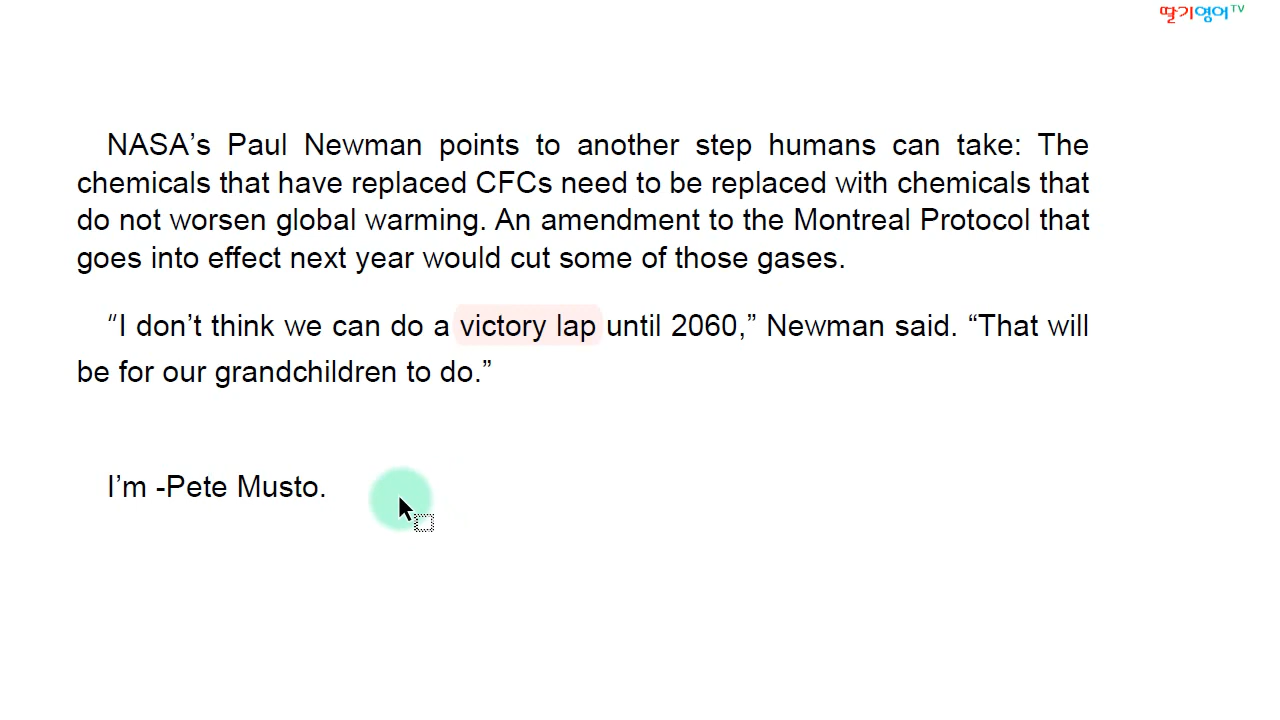 딸기영어TV
NASA’s Paul Newman points to another step humans can take: The
chemicals that have replaced CFCs need to be replaced with chemicals that
do not worsen global warming. An amendment to the Montreal Protocol that
goes into effect next year would cut some of those gases.
“I don’t think we can do a victory lap until 2060,” Newman said. “That will
be for our grandchildren to do.”
I’m -Pete Musto.